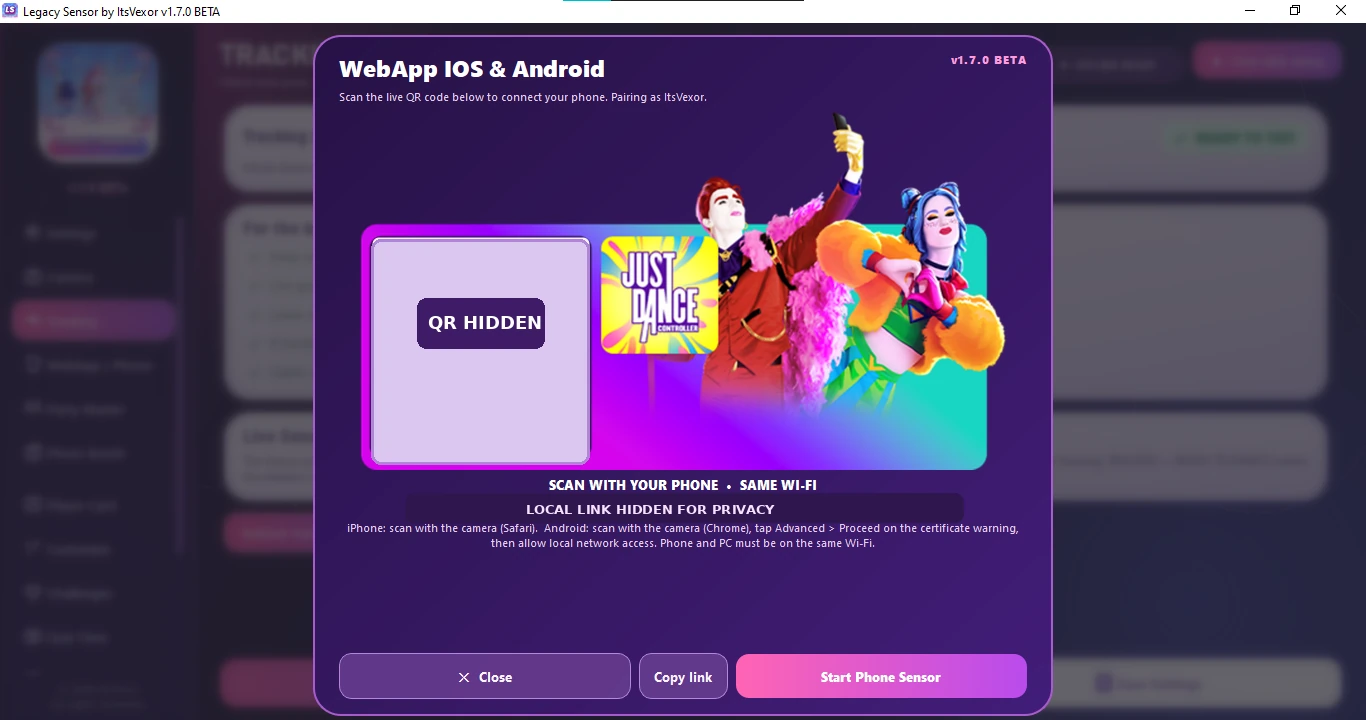 Legacy Sensor by ItsVexor v1.7.0 BETA
WebApp IOS & Android
v1.7.0 BETA
Scan the live QR code below to connect your phone. Pairing as ItsVexor.
QR HIDDEN
JUST
DANCE
CONTROLLER
SCAN WITH YOUR PHONE • SAME WI-FI
LOCAL LINK HIDDEN FOR PRIVACY
iPhone: scan with the camera (Safari). Android: scan with the camera (Chrome), tap Advanced > Proceed on the certificate warning,
then allow local network access. Phone and PC must be on the same Wi-Fi.
Close
Copy link
Start Phone Sensor